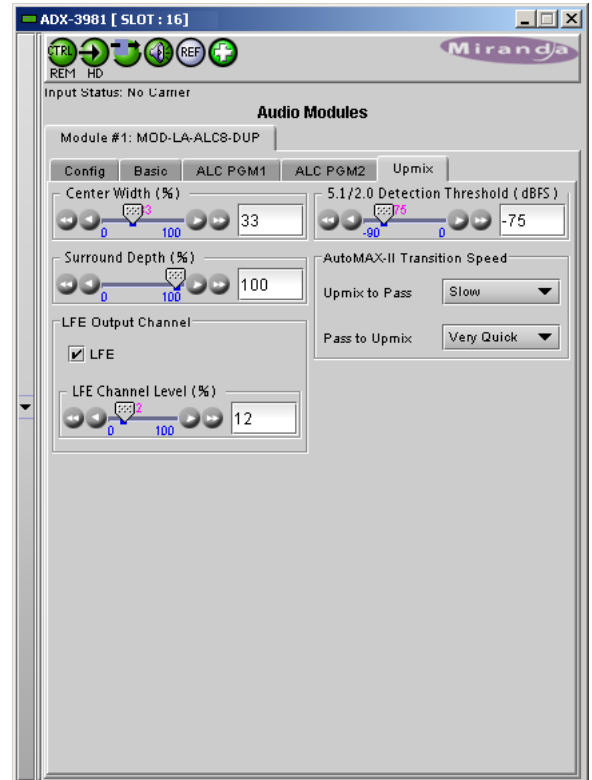 ADX-3981 [ SLOT : 16]
CTRL REF
REM HD
Miranda
Input Status: No Carrier
Audio Modules
Module #1: MOD-LA-ALC8-DUP
Config Basic ALC PGM1 ALC PGM2 Upmix
Center Width (%)
33
0 100
5.1/2.0 Detection Threshold ( dBFS )
75
-75
-90 0
Surround Depth (%)
100
0 100
AutoMAX-II Transition Speed
Upmix to Pass Slow
Pass to Upmix Very Quick
LFE Output Channel
LFE
LFE Channel Level (%)
2
12
0 100